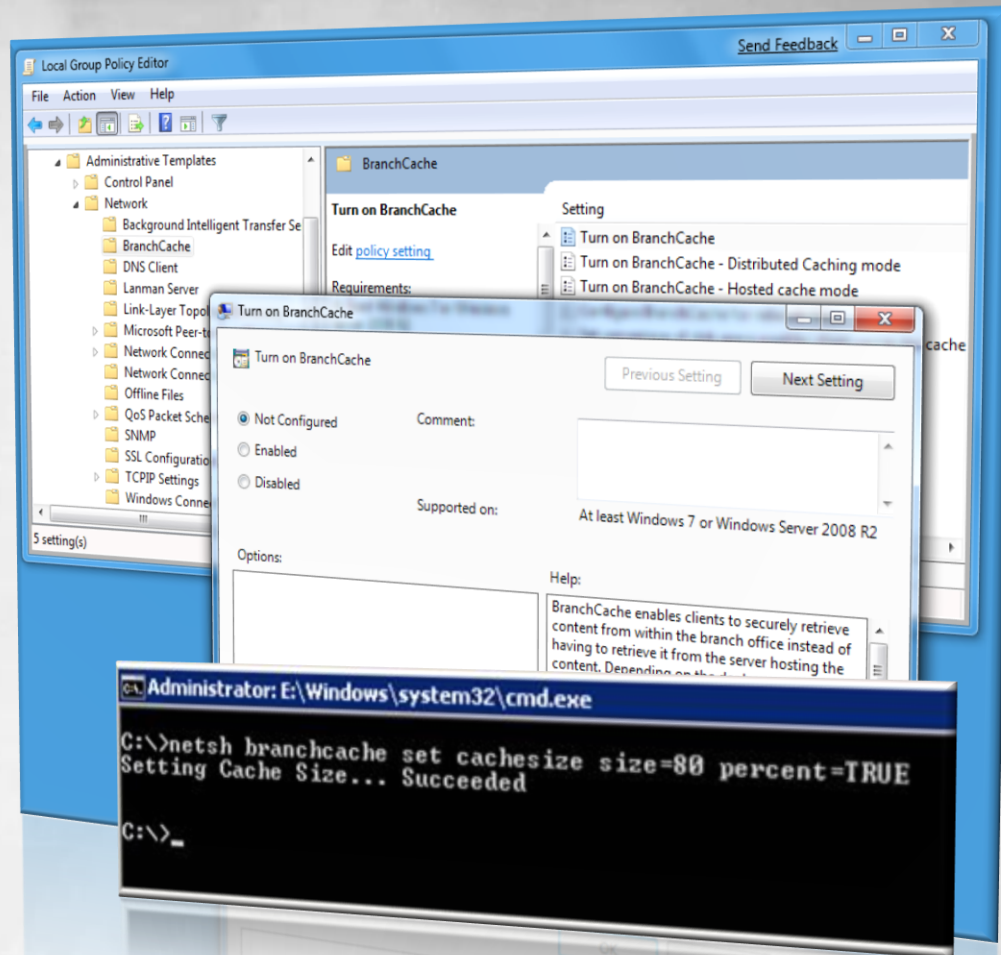 Send Feedback
Local Group Policy Editor
File Action View Help
Administrative Templates
Control Panel
Network
Background Intelligent Transfer Se
BranchCache
DNS Client
Lanman Server
Link-Layer Topol
Microsoft Peer-t
Network Connec
Network Connec
Offline Files
QoS Packet Sche
SNMP
SSL Configuratio
TCPIP Settings
Windows Conne
5 setting(s)
BranchCache
Turn on BranchCache
Edit policy setting
Requirements:
Setting
Turn on BranchCache
Turn on BranchCache - Distributed Caching mode
Turn on BranchCache - Hosted cache mode
cache
Turn on BranchCache
Turn on BranchCache
Previous Setting
Next Setting
Not Configured
Enabled
Disabled
Comment:
Supported on:
At least Windows 7 or Windows Server 2008 R2
Options:
Help:
BranchCache enables clients to securely retrieve
content from within the branch office instead of
having to retrieve it from the server hosting the
content. Depending on the
Administrator: E:\Windows\system32\cmd.exe
C:\>netsh branchcache set cachesize size=80 percent=TRUE
Setting Cache Size... Succeeded
C:\>_